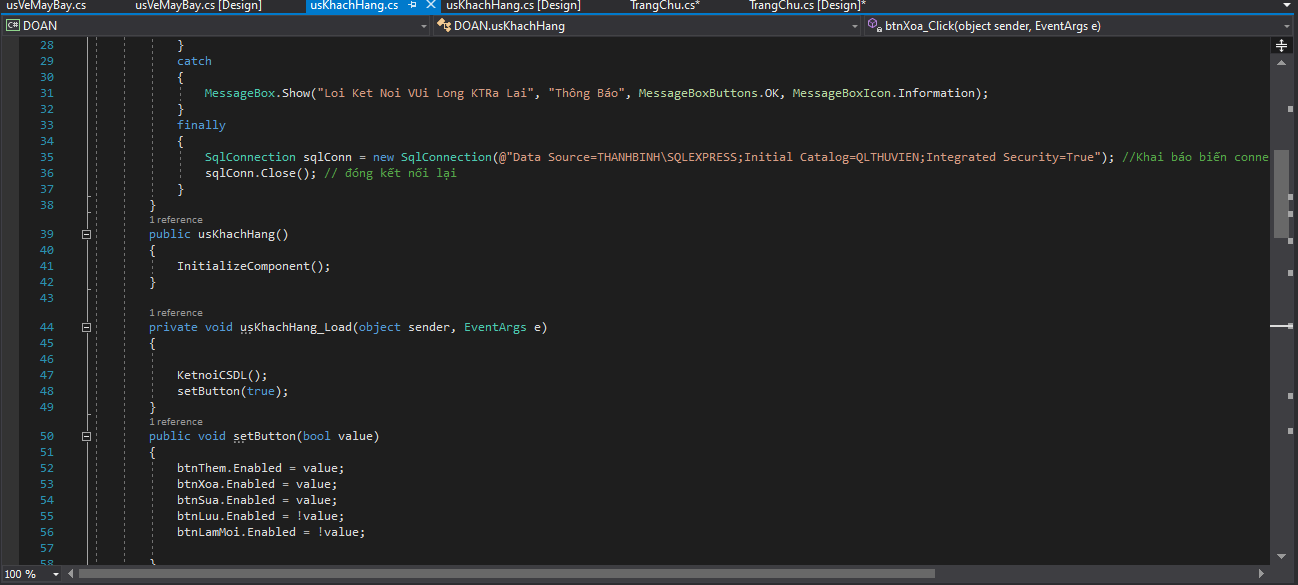 usVeMayBay.cs usVeMayBay.cs [Design] usKhachHang.cs usKhachHang.cs [Design] TrangChu.cs* TrangChu.cs [Design]*
C# DOAN DOAN.usKhachHang btnXoa_Click(object sender, EventArgs e)
28 }
29 catch
30 {
31 MessageBox.Show("Loi Ket Noi VUi Long KTRa Lai", "Thông Báo", MessageBoxButtons.OK, MessageBoxIcon.Information);
32 }
33 finally
34 {
35 SqlConnection sqlConn = new SqlConnection(@"Data Source=THANHBINH\SQLEXPRESS;Initial Catalog=QLTHUVIEN;Integrated Security=True"); //Khai báo biến conne
36 sqlConn.Close(); // đóng kết nối lại
37 }
38 }
1 reference
39 public usKhachHang()
40 {
41 InitializeComponent();
42 }
43
1 reference
44 private void usKhachHang_Load(object sender, EventArgs e)
45 {
46
47 KetnoiCSDL();
48 setButton(true);
49 }
1 reference
50 public void setButton(bool value)
51 {
52 btnThem.Enabled = value;
53 btnXoa.Enabled = value;
54 btnSua.Enabled = value;
55 btnLuu.Enabled = !value;
56 btnLamMoi.Enabled = !value;
57
58 }
100 %